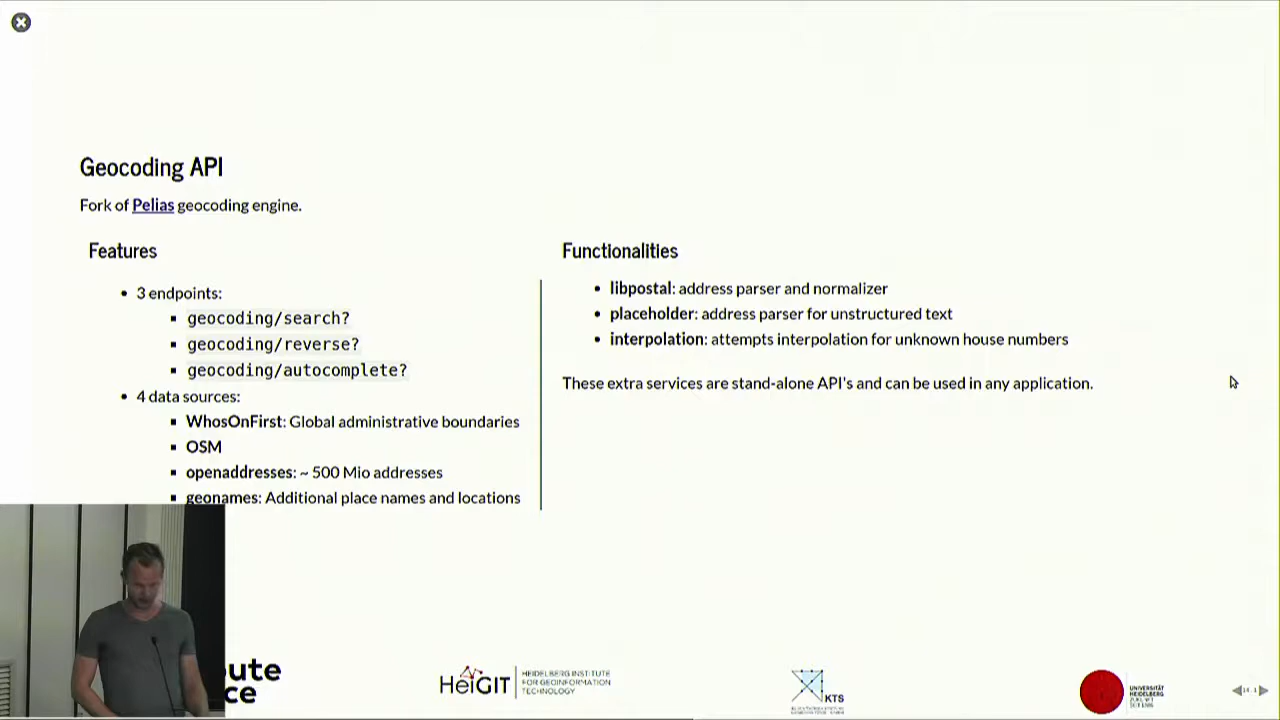 Geocoding API
Fork of Pelias geocoding engine.
Features
3 endpoints:
geocoding/search?
geocoding/reverse?
geocoding/autocomplete?
4 data sources:
WhosOnFirst: Global administrative boundaries
OSM
openaddresses: ~ 500 Mio addresses
geonames: Additional place names and locations
Functionalities
libpostal: address parser and normalizer
placeholder: address parser for unstructured text
interpolation: attempts interpolation for unknown house numbers
These extra services are stand-alone API's and can be used in any application.
ute
ce
HeiGIT
HEIDELBERG INSTITUTE
FOR GEOINFORMATION
TECHNOLOGY
KTS
UNIVERSITÄT
HEIDELBERG